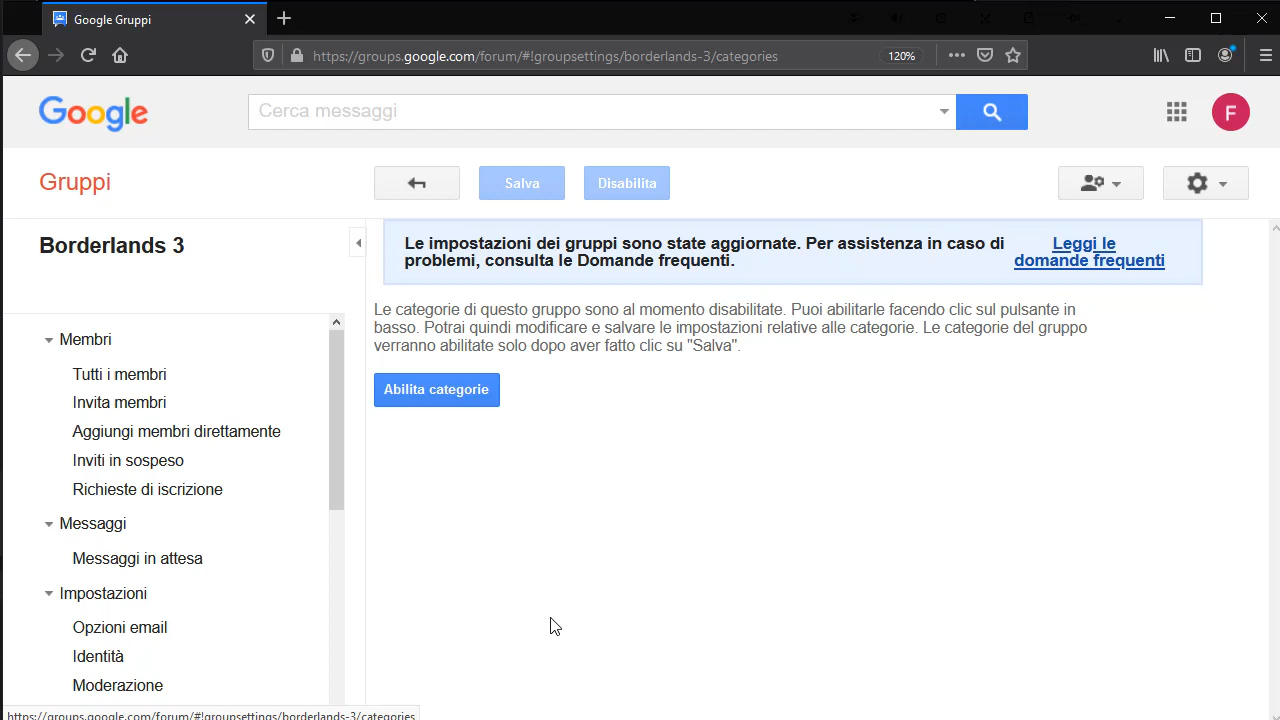 Google Gruppi
https://groups.google.com/forum/#!groupsettings/borderlands-3/categories
120%
Google
Cerca messaggi
F
Gruppi
Salva
Disabilita
Borderlands 3
Le impostazioni dei gruppi sono state aggiornate. Per assistenza in caso di
problemi, consulta le Domande frequenti.
Leggi le
domande frequenti
Le categorie di questo gruppo sono al momento disabilitate. Puoi abilitarle facendo clic sul pulsante in
basso. Potrai quindi modificare e salvare le impostazioni relative alle categorie. Le categorie del gruppo
verranno abilitate solo dopo aver fatto clic su "Salva".
Abilita categorie
Membri
Tutti i membri
Invita membri
Aggiungi membri direttamente
Inviti in sospeso
Richieste di iscrizione
Messaggi
Messaggi in attesa
Impostazioni
Opzioni email
Identità
Moderazione
https://groups.google.com/forum/#!groupsettings/borderlands-3/categories